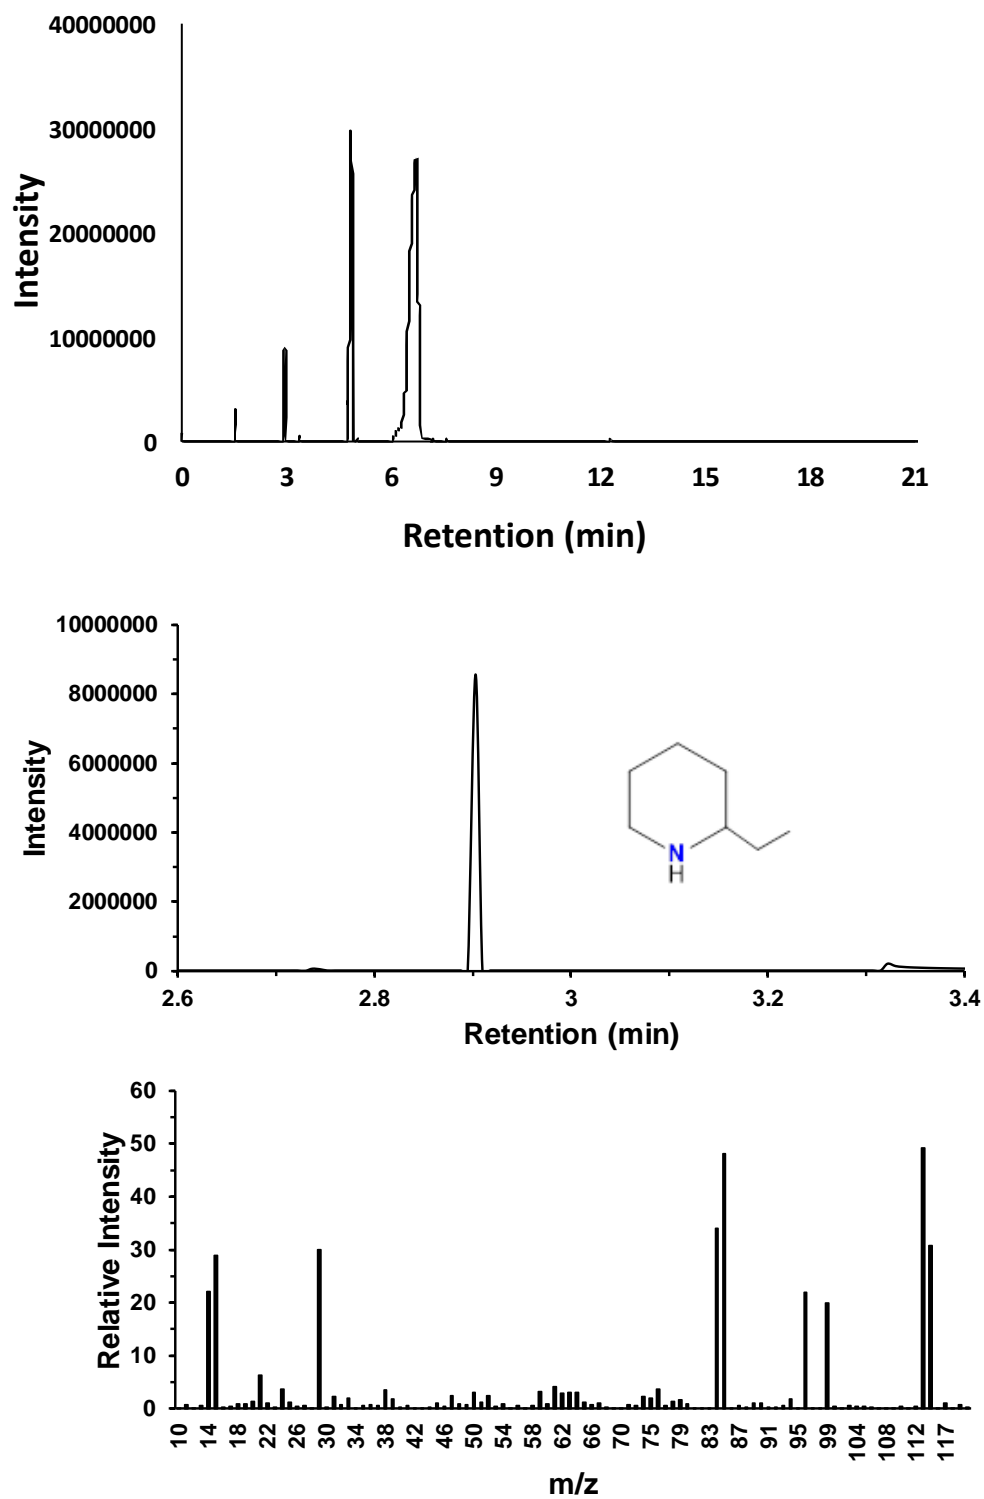 40000000
30000000
20000000
10000000
0
Intensity
0 3 6 9 12 15 18 21
Retention (min)
10000000
8000000
6000000
4000000
2000000
0
Intensity
N
H
2.6 2.8 3 3.2 3.4
Retention (min)
60
50
40
30
20
10
0
Relative Intensity
10 14 18 22 26 30 34 38 42 46 50 54 58 62 66 70 75 79 83 87 91 95 99 104 108 112 117
m/z